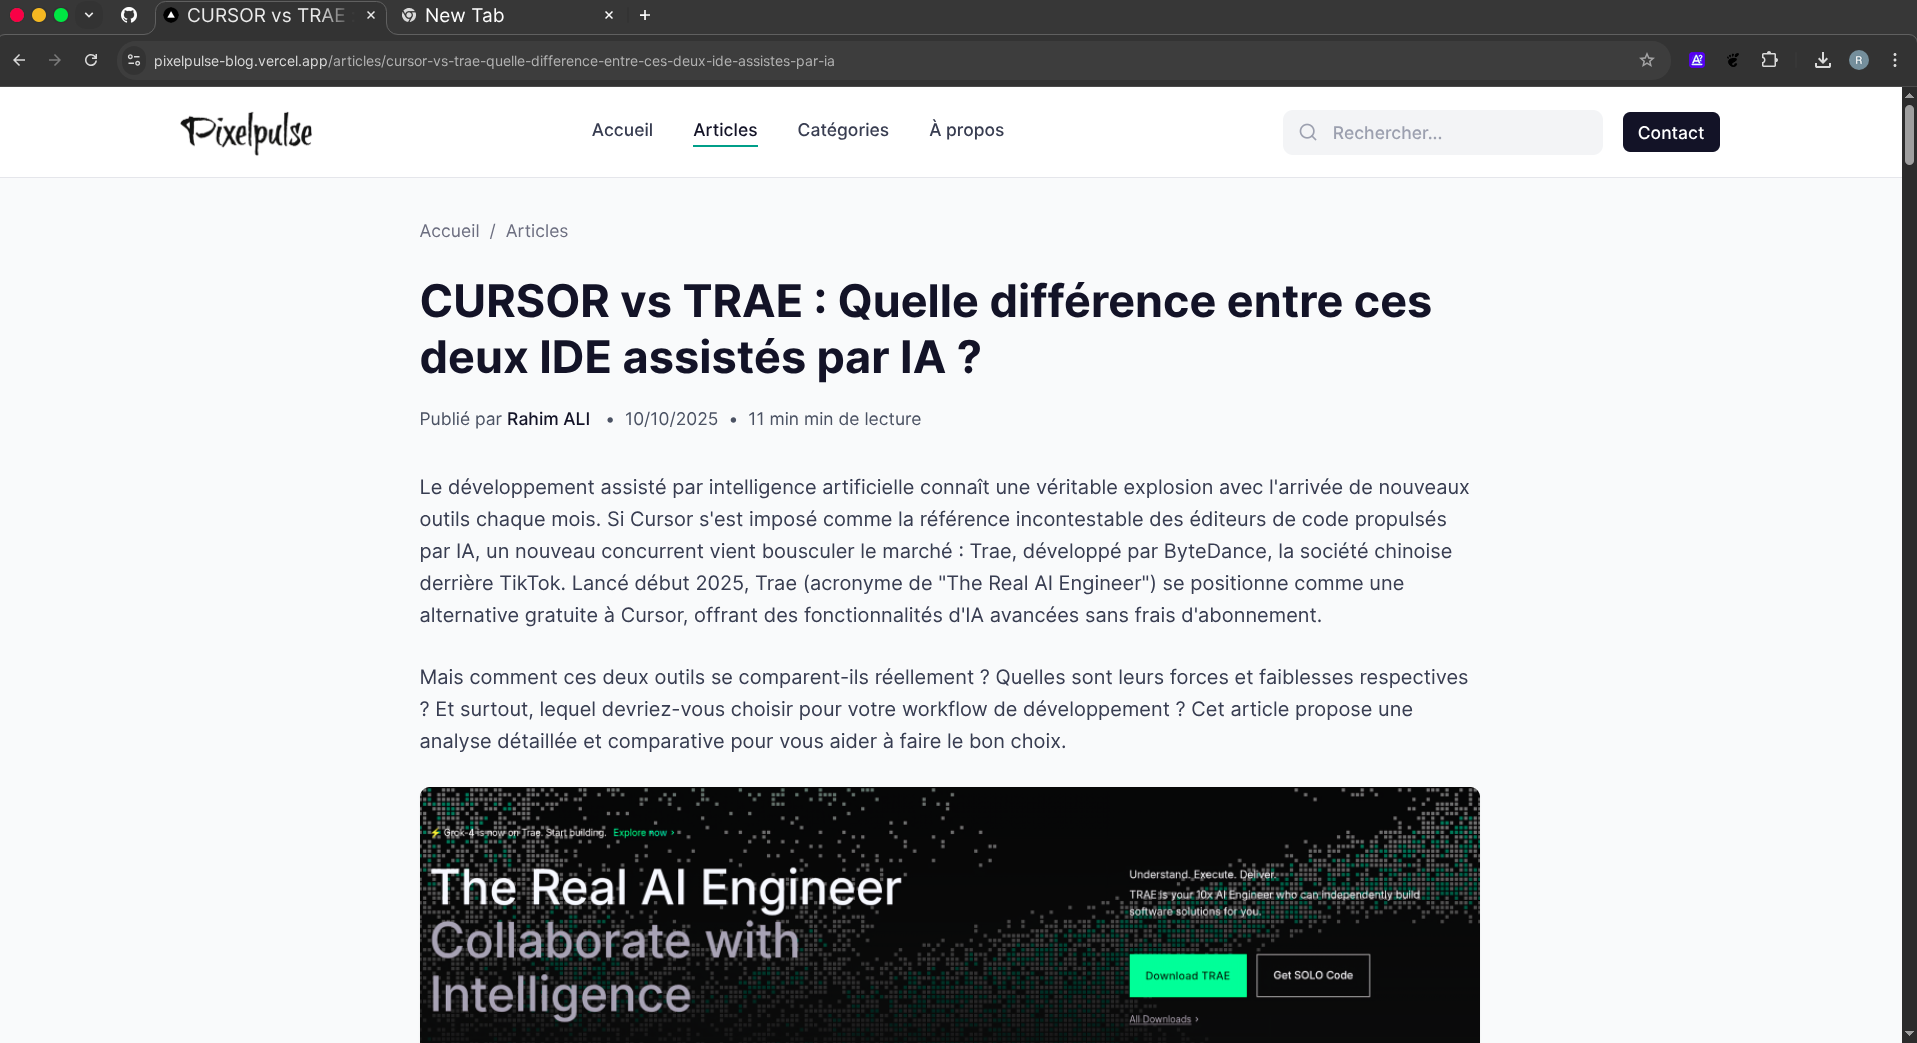 CURSOR vs TRAE
New Tab
pixelpulse-blog.vercel.app/articles/cursor-vs-trae-quelle-difference-entre-ces-deux-ide-assistes-par-ia
R
Pixelpulse
Accueil
Articles
Catégories
À propos
Rechercher...
Contact
Accueil / Articles
CURSOR vs TRAE : Quelle différence entre ces
deux IDE assistés par IA ?
Publié par Rahim ALI • 10/10/2025 • 11 min min de lecture
Le développement assisté par intelligence artificielle connaît une véritable explosion avec l'arrivée de nouveaux
outils chaque mois. Si Cursor s'est imposé comme la référence incontestable des éditeurs de code propulsés
par IA, un nouveau concurrent vient bousculer le marché : Trae, développé par ByteDance, la société chinoise
derrière TikTok. Lancé début 2025, Trae (acronyme de "The Real AI Engineer") se positionne comme une
alternative gratuite à Cursor, offrant des fonctionnalités d'IA avancées sans frais d'abonnement.
Mais comment ces deux outils se comparent-ils réellement ? Quelles sont leurs forces et faiblesses respectives
? Et surtout, lequel devriez-vous choisir pour votre workflow de développement ? Cet article propose une
analyse détaillée et comparative pour vous aider à faire le bon choix.
⚡ Grok-4 is now on Trae. Start building. Explore now ›
The Real AI Engineer
Collaborate with
Intelligence
Understand. Execute. Deliver.
TRAE is your 10x AI Engineer who can independently build
software solutions for you.
Download TRAE
Get SOLO Code
All Downloads ›